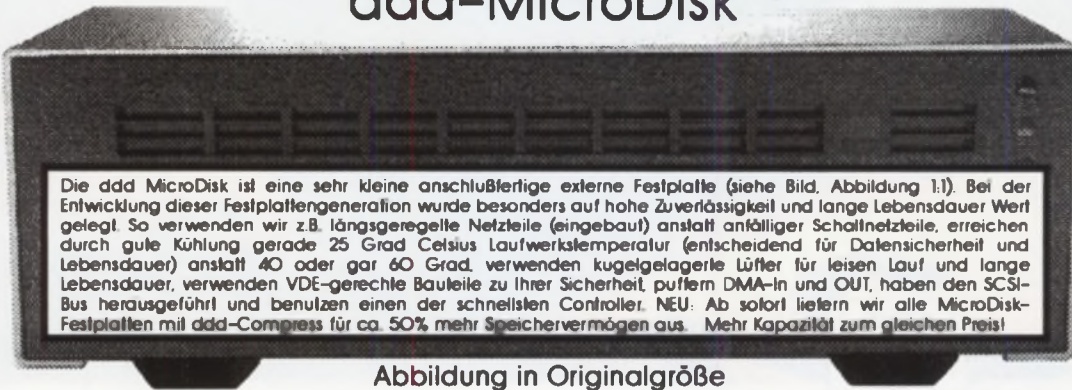 ddd-MicroDisk
Die ddd MicroDisk ist eine sehr kleine anschlußfertige externe Festplatte (siehe Bild, Abbildung 1:1). Bei der
Entwicklung dieser Festplattengeneration wurde besonders auf hohe Zuverlässigkeit und lange Lebensdauer Wert
gelegt. So verwenden wir z.B. längsgeregelte Netzteile (eingebaut) anstatt anfälliger Schaltnetzteile, erreichen
durch gute Kühlung gerade 25 Grad Celsius Laufwerkstemperatur (entscheidend für Datensicherheit und
Lebensdauer) anstatt 40 oder gar 60 Grad, verwenden kugelgelagerte Lüfter für leisen Lauf und lange
Lebensdauer, verwenden VDE-gerechte Bauteile zu Ihrer Sicherheit, puffern DMA-In und OUT, haben den SCSI-
Bus herausgeführt und benutzen einen der schnellsten Controller. NEU: Ab sofort liefern wir alle MicroDisk-
Festplatten mit ddd-Compress für ca. 50% mehr Speichervermögen aus. Mehr Kapazität zum gleichen Preis!
Abbildung in Originalgröße